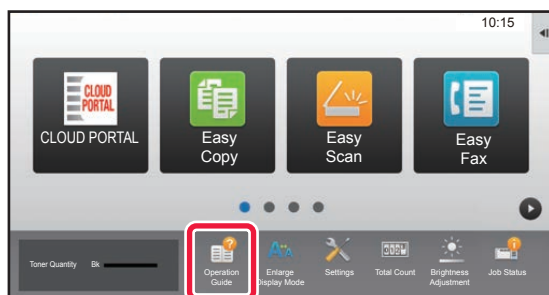 10:15
CLOUD
PORTAL
CLOUD PORTAL
Easy
Copy
Easy
Scan
Easy
Fax
Toner Quantity Bk
Operation
Guide
Enlarge
Display Mode
Settings
Total Count
Brightness
Adjustment
Job Status